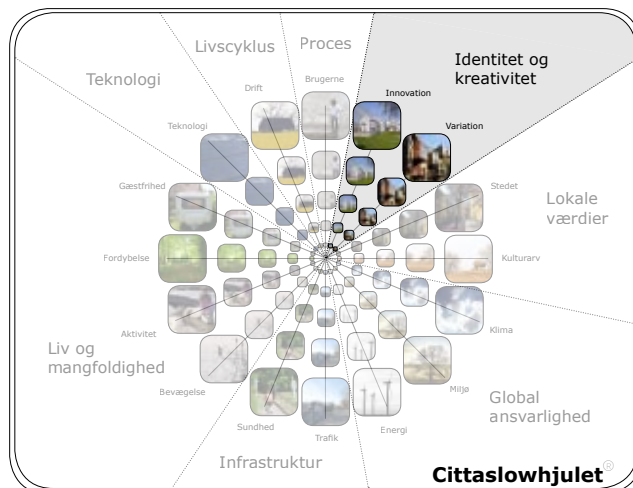 Livscyklus
Proces
Identitet og
kreativitet
Teknologi
Drift
Brugerne
Innovation
Teknologi
Variation
Gæstfrihed
Stedet
Lokale
værdier
Fordybelse
Kulturarv
Aktivitet
Klima
Liv og
mangfoldighed
Bevægelse
Miljø
Global
ansvarlighed
Sundhed
Trafik
Energi
Infrastruktur
Cittaslowhjulet®